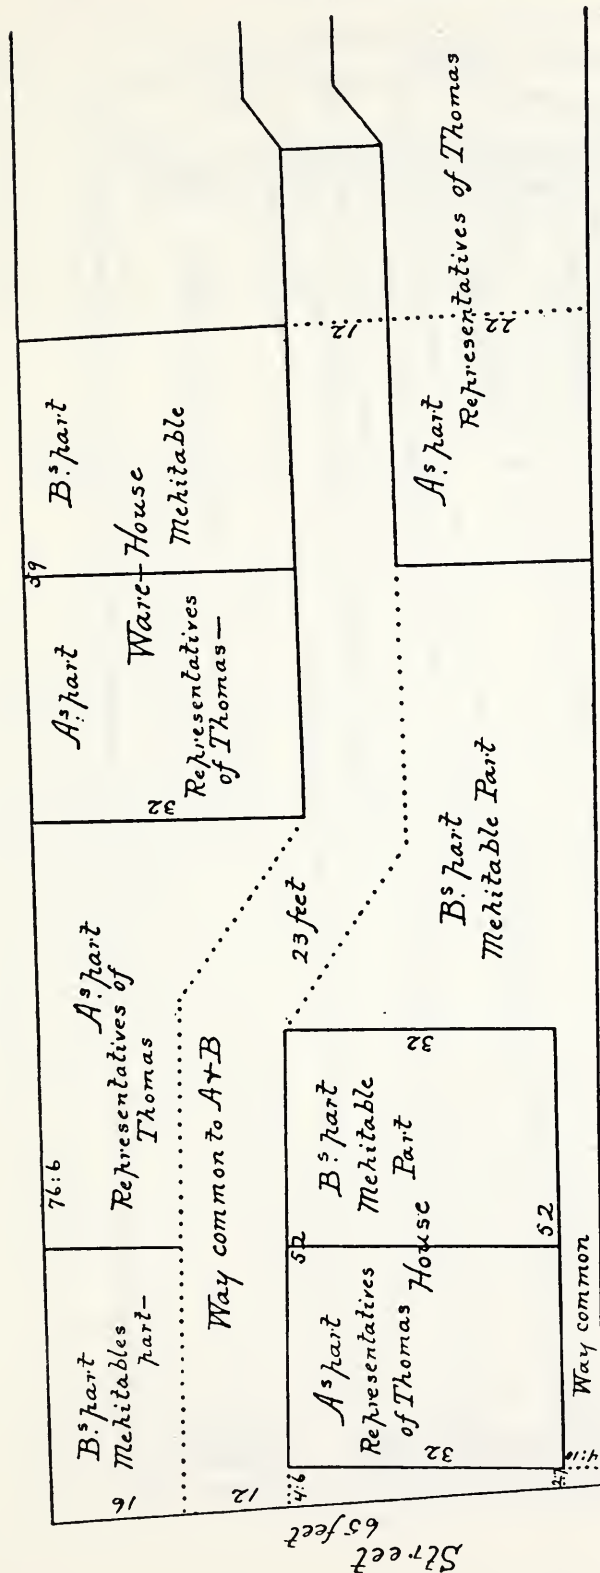 Representatives of Thomas
A.s part
12
22
B.s part
Ware-House
Mehitable
59
A.s part
Representatives
of Thomas—
32
B.s part
Mehitable Part
23 feet
A.s part
Representatives of
Thomas
76:6
Way common to A+B
B.s part
Mehitable
Part
32
52
52
House
A.s part
Representatives
of Thomas
32
B.s part
Mehitables
part—
16
12
4:6
Way common
Street
65 feet